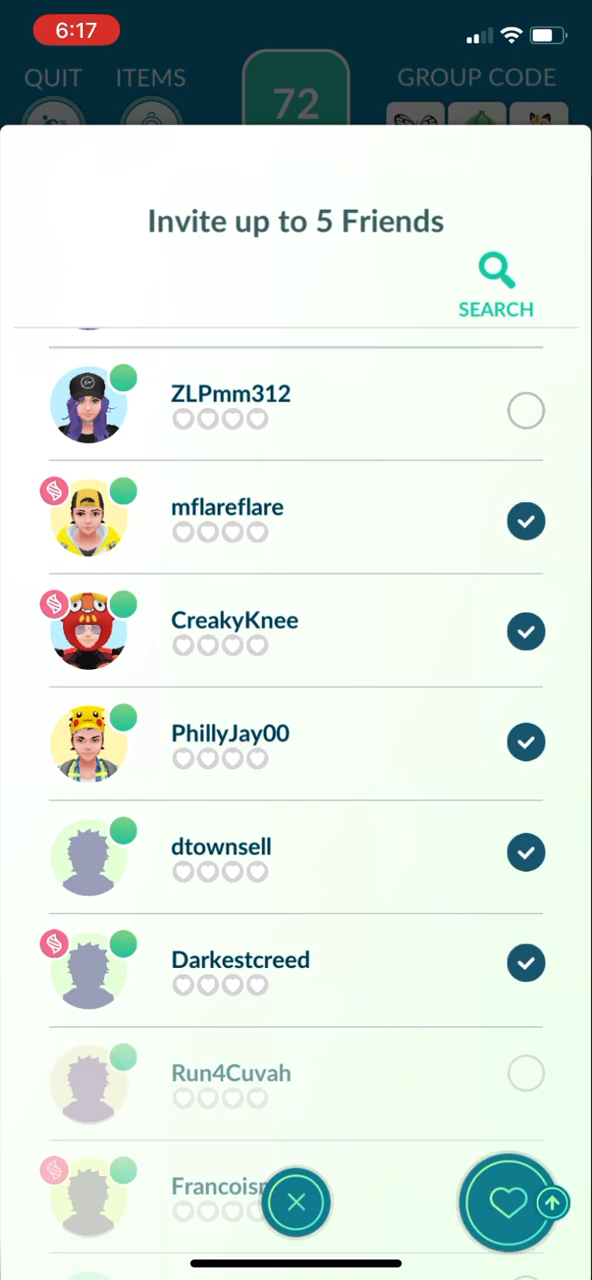 6:17
QUIT ITEMS 72 GROUP CODE
Invite up to 5 Friends
SEARCH
ZLPmm312
mflareflare
CreakyKnee
PhillyJay00
dtownsell
Darkestcreed
Run4Cuvah